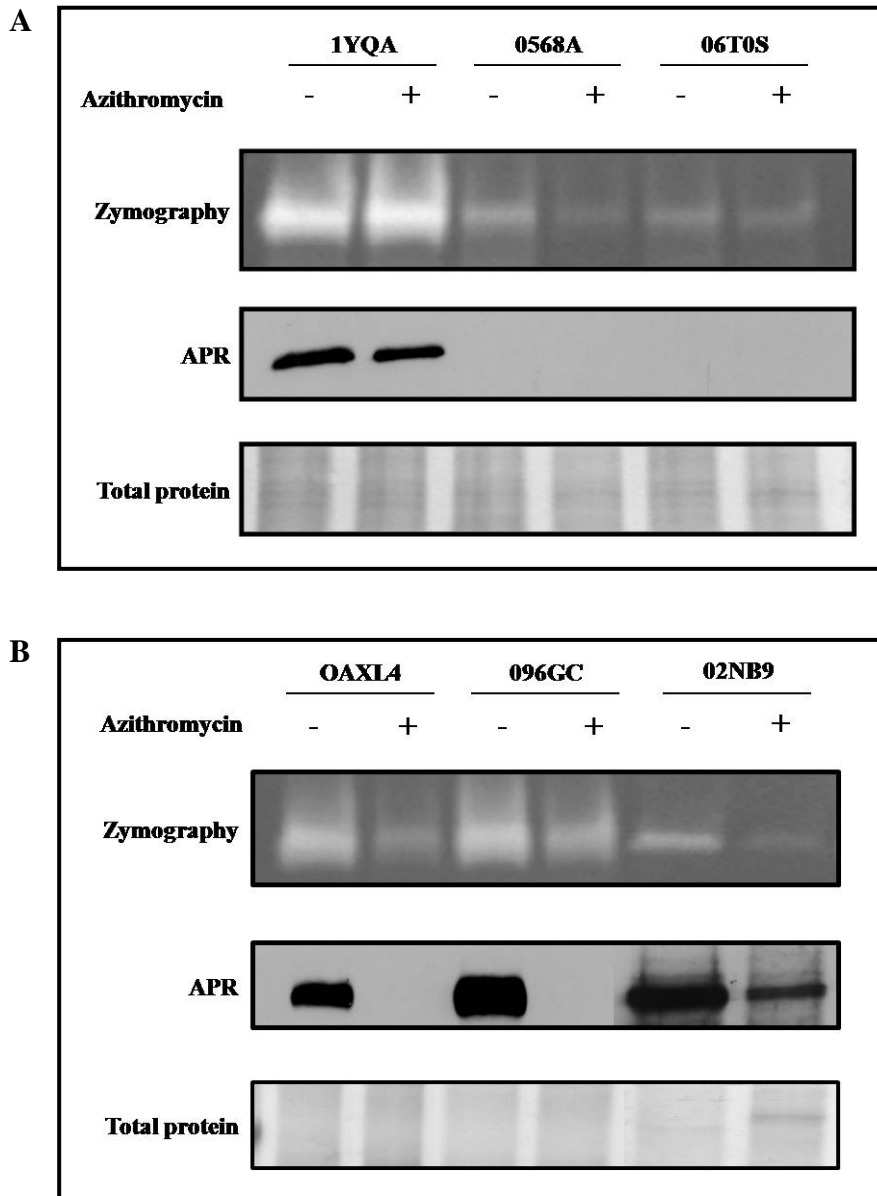 A
1YQA 0568A 06T0S
Azithromycin - + - + - +
Zymography
APR
Total protein
B
OAXL4 096GC 02NB9
Azithromycin - + - + - +
Zymography
APR
Total protein